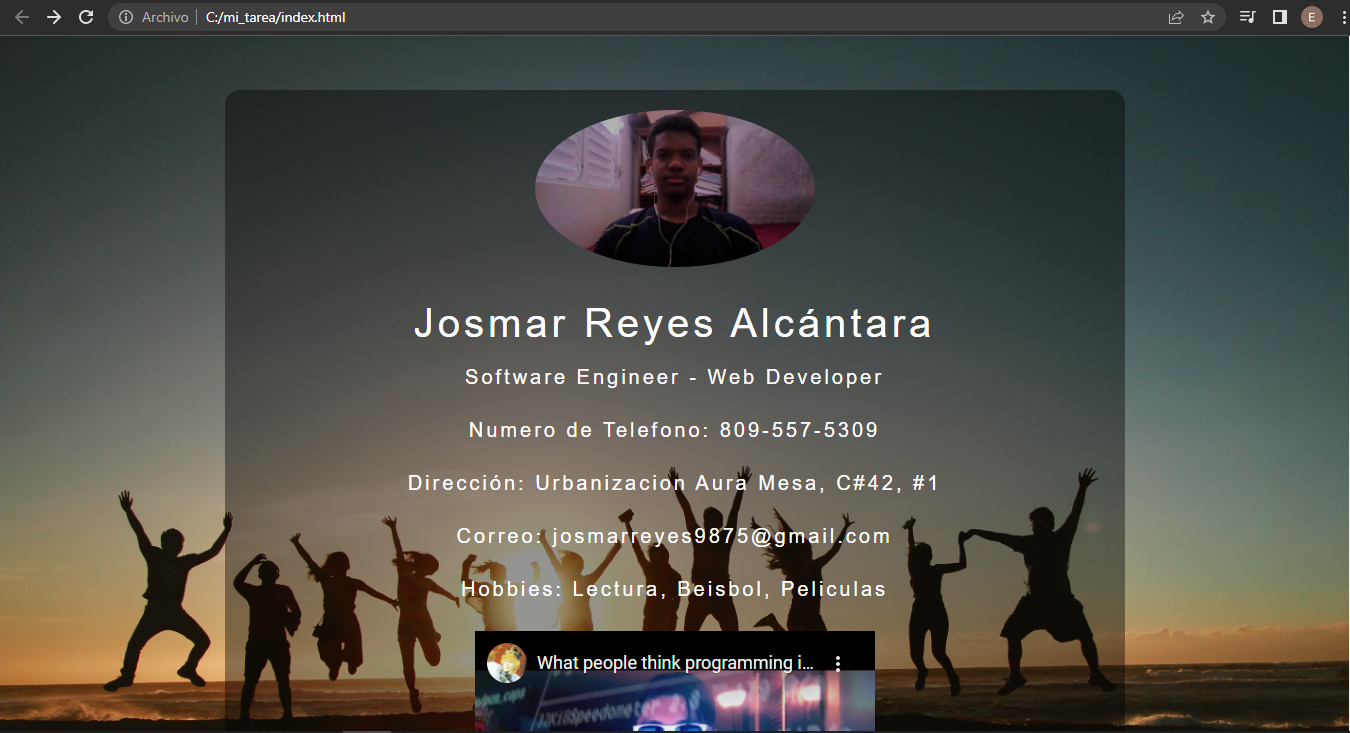 Archivo | C:/mi_tarea/index.html
E
Josmar Reyes Alcántara
Software Engineer - Web Developer
Numero de Telefono: 809-557-5309
Dirección: Urbanizacion Aura Mesa, C#42, #1
Correo: josmarreyes9875@gmail.com
Hobbies: Lectura, Beisbol, Peliculas
What people think programming i...